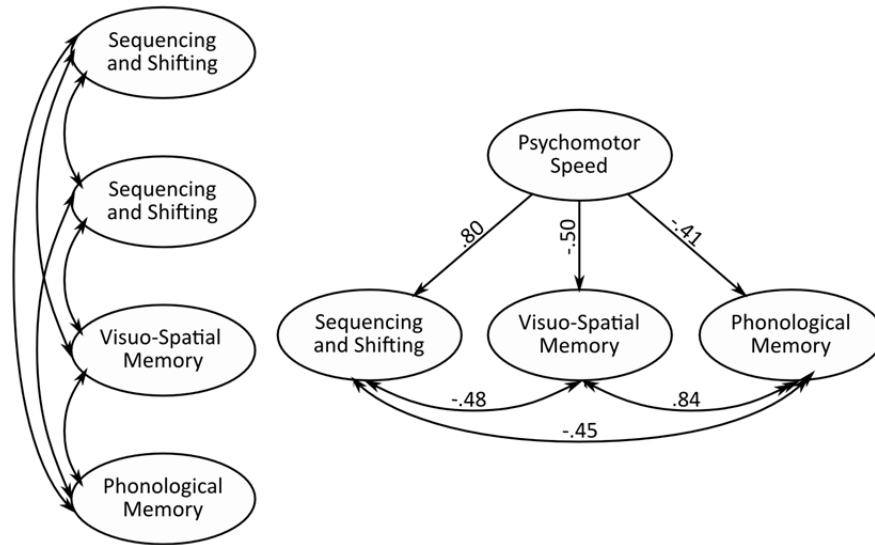 Sequencing
and Shifting
Sequencing
and Shifting
Visuo-Spatial
Memory
Phonological
Memory
Psychomotor
Speed
.80
-.50
-.41
Sequencing
and Shifting
Visuo-Spatial
Memory
Phonological
Memory
-.48
.84
-.45